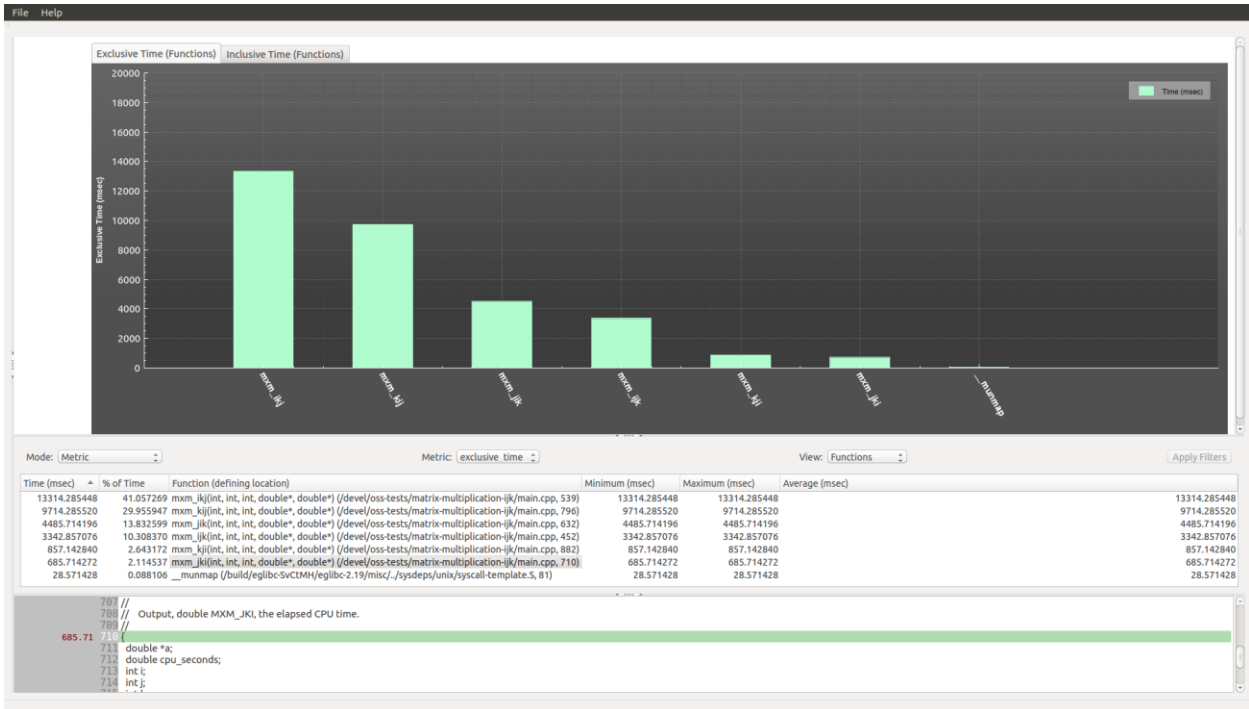 File Help
Exclusive Time (Functions) Inclusive Time (Functions)
Time (msec)
Exclusive Time (msec)
20000
18000
16000
14000
12000
10000
8000
6000
4000
2000
0
mxm_ikj mxm_kij mxm_jik mxm_ijk mxm_kji mxm_jki __munmap
Mode: Metric Metric: exclusive_time View: Functions Apply Filters
Time (msec) % of Time Function (defining location) Minimum (msec) Maximum (msec) Average (msec)
13314.285448 41.057269 mxm_ikj(int, int, int, double*, double*) (/devel/oss-tests/matrix-multiplication-ijk/main.cpp, 539) 13314.285448 13314.285448 13314.285448
9714.285520 29.955947 mxm_kij(int, int, int, double*, double*) (/devel/oss-tests/matrix-multiplication-ijk/main.cpp, 796) 9714.285520 9714.285520 9714.285520
4485.714196 13.832599 mxm_jik(int, int, int, double*, double*) (/devel/oss-tests/matrix-multiplication-ijk/main.cpp, 632) 4485.714196 4485.714196 4485.714196
3342.857076 10.308370 mxm_ijk(int, int, int, double*, double*) (/devel/oss-tests/matrix-multiplication-ijk/main.cpp, 452) 3342.857076 3342.857076 3342.857076
857.142840 2.643172 mxm_kji(int, int, int, double*, double*) (/devel/oss-tests/matrix-multiplication-ijk/main.cpp, 882) 857.142840 857.142840 857.142840
685.714272 2.114537 mxm_jki(int, int, int, double*, double*) (/devel/oss-tests/matrix-multiplication-ijk/main.cpp, 710) 685.714272 685.714272 685.714272
28.571428 0.088106 __munmap (/build/eglibc-SvCtMH/eglibc-2.19/misc/../sysdeps/unix/syscall-template.S, 81) 28.571428 28.571428 28.571428
707 //
708 // Output, double MXM_JKI, the elapsed CPU time.
709 //
685.71 710 {
711 double *a;
712 double cpu_seconds;
713 int i;
714 int j;